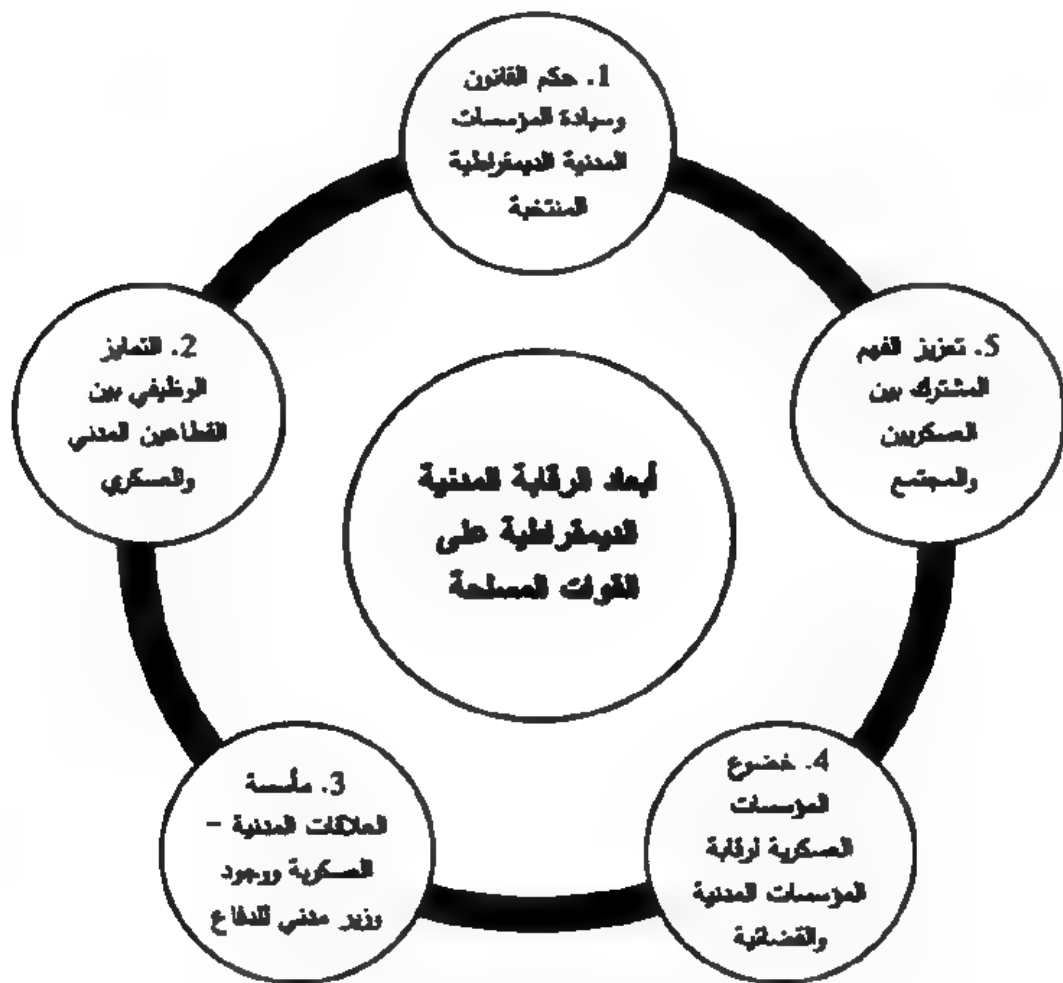 1. حكم القانون
وسيادة المؤسسات
المدنية الديمقراطية
المنتخبة
2. التمايز
الوظيفي بين
القطاعين المدني
والعسكري
3. مأسسة
العلاقات المدنية –
العسكرية ووجود
وزير مدني للدفاع
4. خضوع
المؤسسات
العسكرية لرقابة
المؤسسات المدنية
والقضائية
5. تعزيز الفهم
المشترك بين
العسكريين
والمجتمع
أبعاد الرقابة المدنية
الديمقراطية على
القوات المسلحة